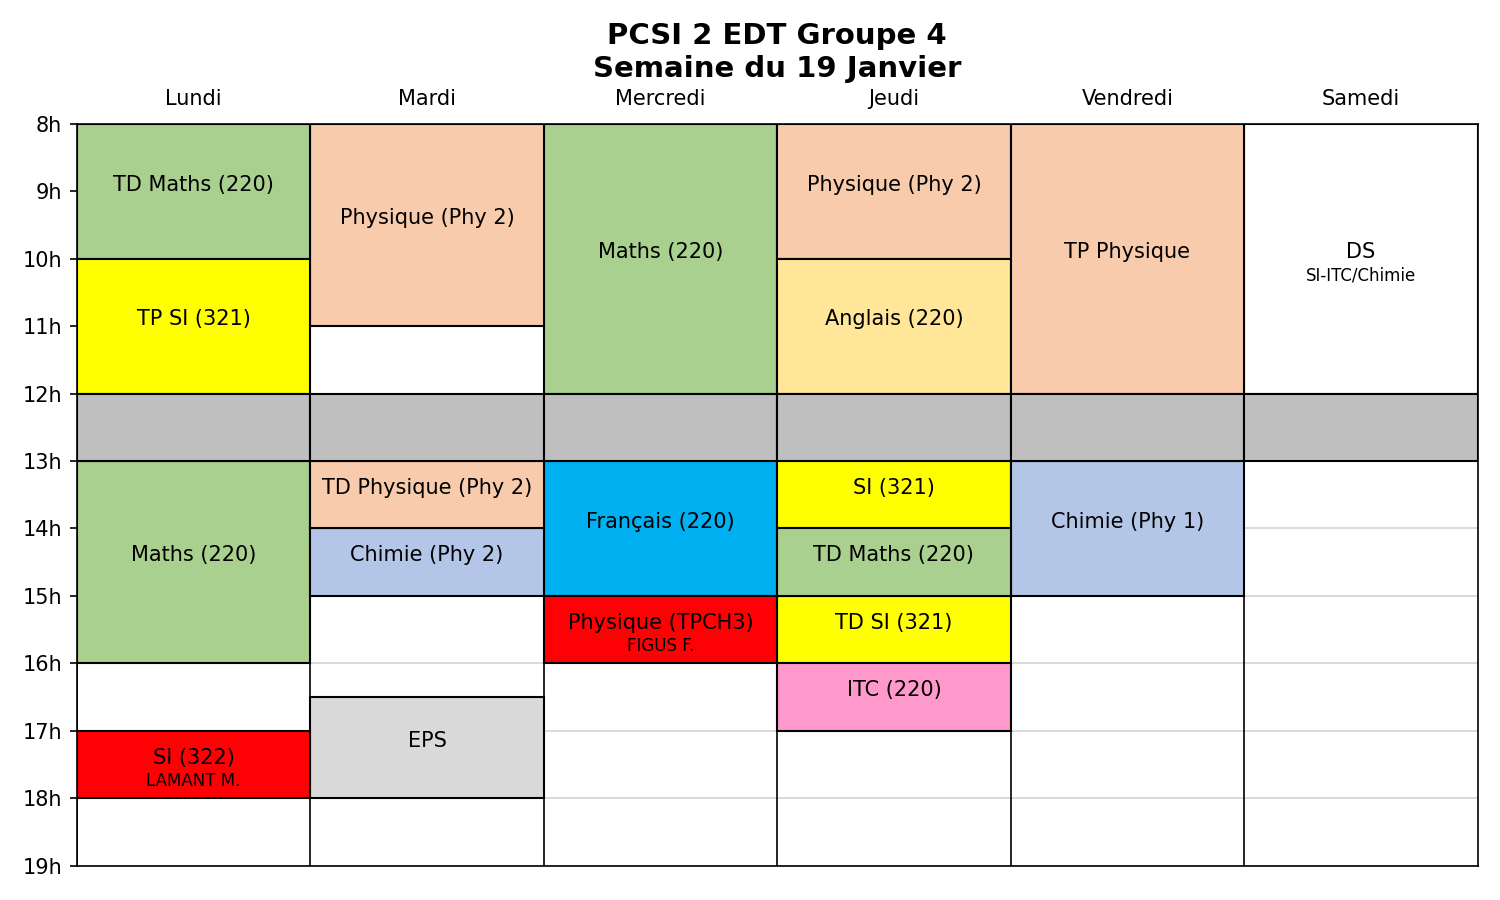 PCSI 2 EDT Groupe 4
Semaine du 19 Janvier
Lundi Mardi Mercredi Jeudi Vendredi Samedi
8h
9h
10h
11h
12h
13h
14h
15h
16h
17h
18h
19h
TD Maths (220)
TP SI (321)
Maths (220)
SI (322)
LAMANT M.
Physique (Phy 2)
TD Physique (Phy 2)
Chimie (Phy 2)
EPS
Maths (220)
Français (220)
Physique (TPCH3)
FIGUS F.
Physique (Phy 2)
Anglais (220)
SI (321)
TD Maths (220)
TD SI (321)
ITC (220)
TP Physique
Chimie (Phy 1)
DS
SI-ITC/Chimie